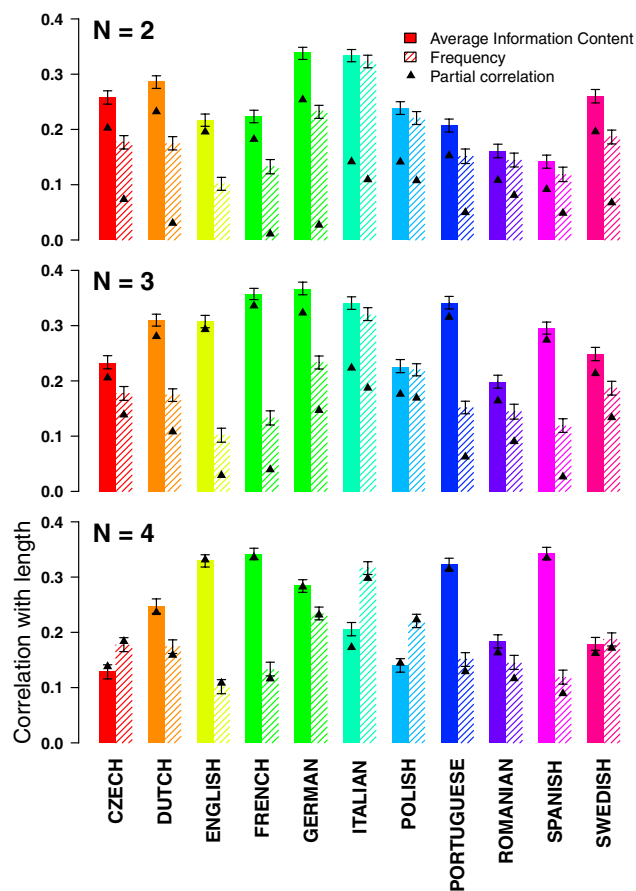 N = 2
Average Information Content
Frequency
Partial correlation
0.4
0.3
0.2
0.1
0.0
N = 3
0.4
0.3
0.2
0.1
0.0
N = 4
0.4
0.3
0.2
0.1
0.0
Correlation with length
CZECH
DUTCH
ENGLISH
FRENCH
GERMAN
ITALIAN
POLISH
PORTUGUESE
ROMANIAN
SPANISH
SWEDISH